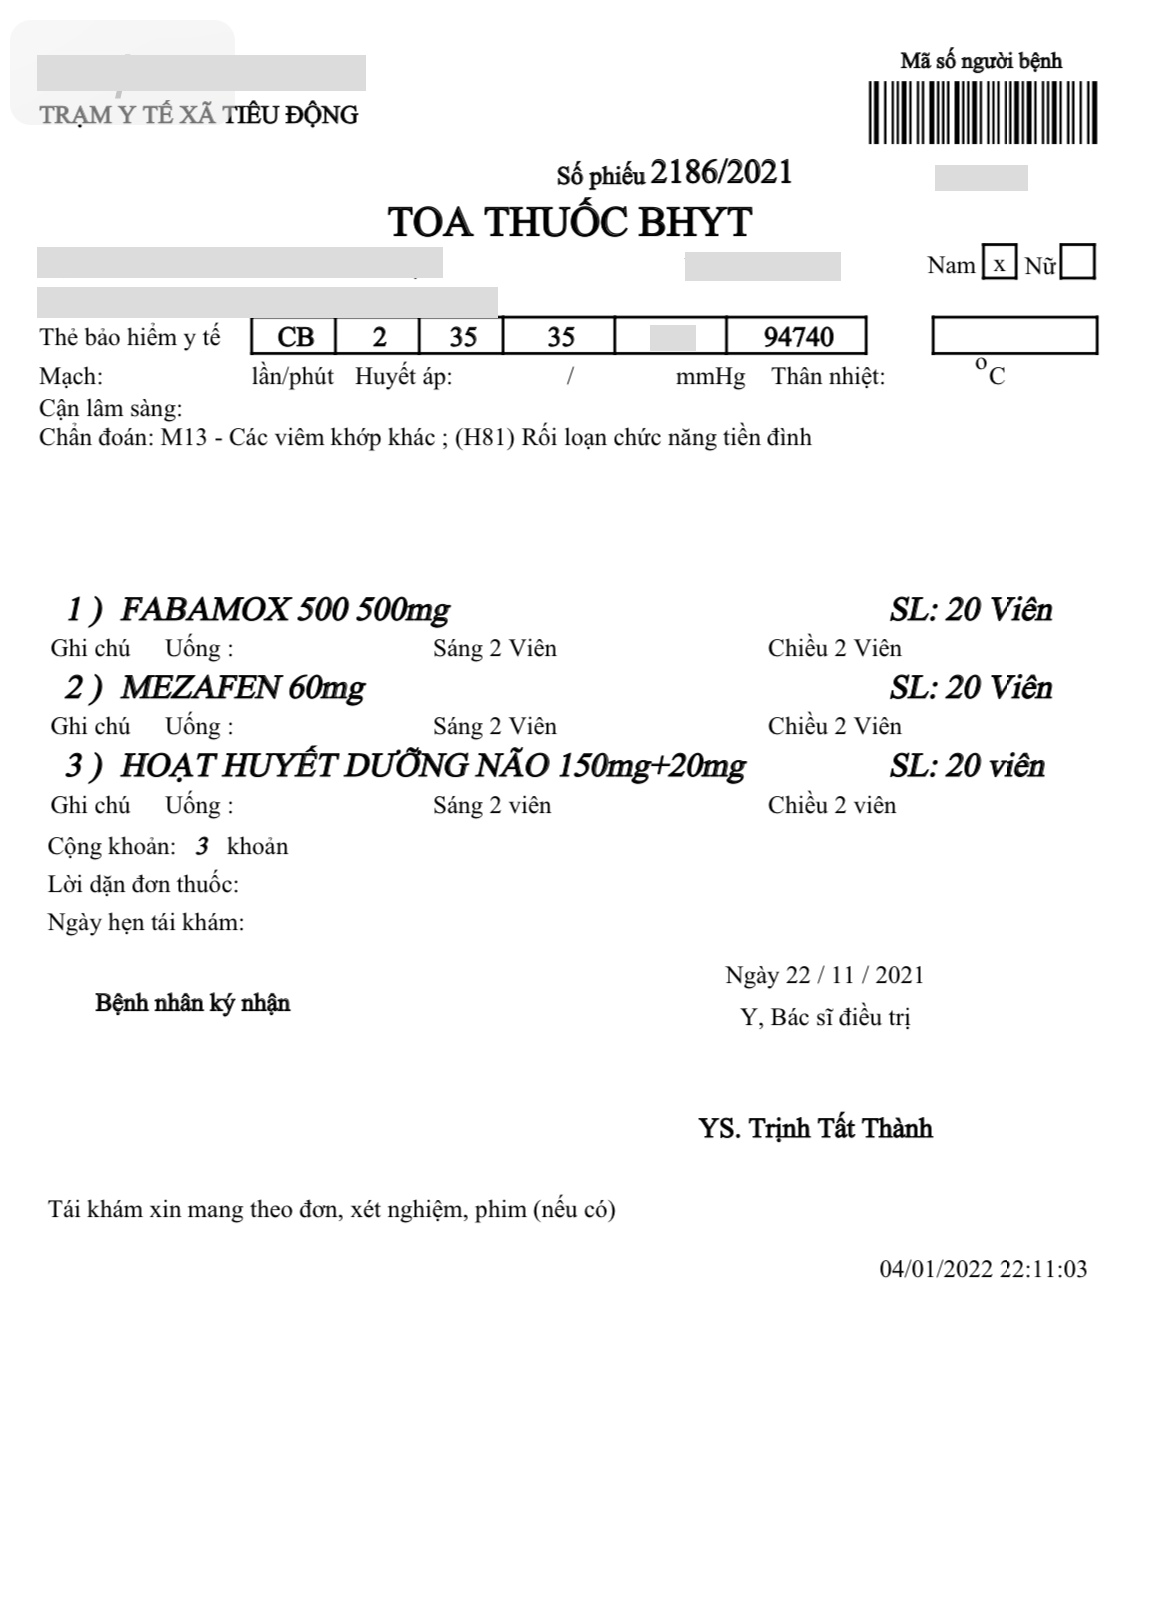 Mã số người bệnh
TRẠM Y TẾ XÃ TIÊU ĐỘNG
Số phiếu 2186/2021
TOA THUỐC BHYT
Nam x Nữ
Thẻ bảo hiểm y tế CB 2 35 35 94740
Mạch: lần/phút Huyết áp: / mmHg Thân nhiệt: oC
Cận lâm sàng:
Chẩn đoán: M13 - Các viêm khớp khác ; (H81) Rối loạn chức năng tiền đình
1 ) FABAMOX 500 500mg SL: 20 Viên
Ghi chú Uống : Sáng 2 Viên Chiều 2 Viên
2 ) MEZAFEN 60mg SL: 20 Viên
Ghi chú Uống : Sáng 2 Viên Chiều 2 Viên
3 ) HOẠT HUYẾT DƯỠNG NÃO 150mg+20mg SL: 20 viên
Ghi chú Uống : Sáng 2 viên Chiều 2 viên
Cộng khoản: 3 khoản
Lời dặn đơn thuốc:
Ngày hẹn tái khám:
Ngày 22 / 11 / 2021
Bệnh nhân ký nhận
Y, Bác sĩ điều trị
YS. Trịnh Tất Thành
Tái khám xin mang theo đơn, xét nghiệm, phim (nếu có)
04/01/2022 22:11:03